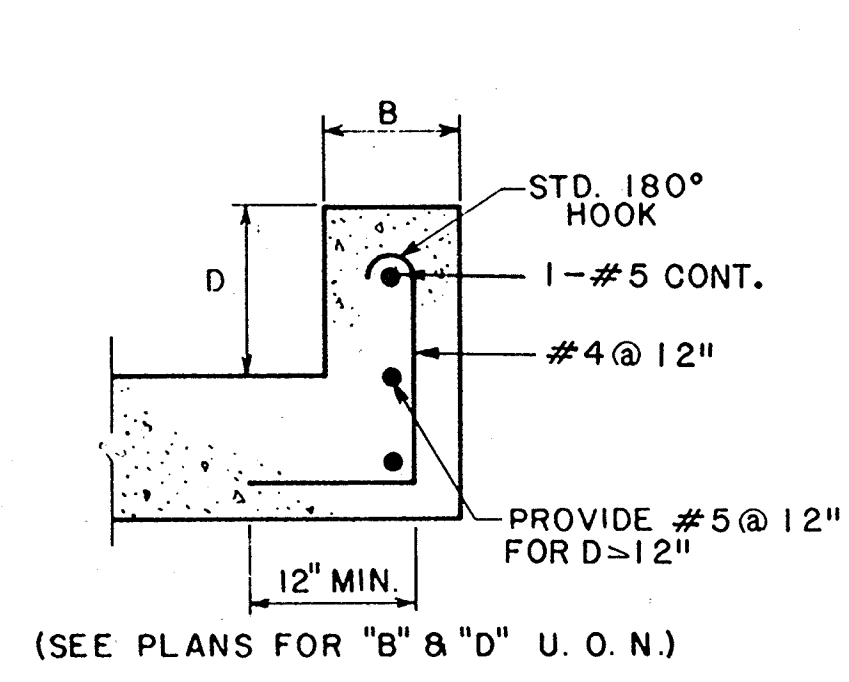 B
STD. 180°
HOOK
D
1-#5 CONT.
#4@12"
PROVIDE #5@12"
FOR D>12"
12" MIN.
(SEE PLANS FOR "B" & "D" U. O. N.)